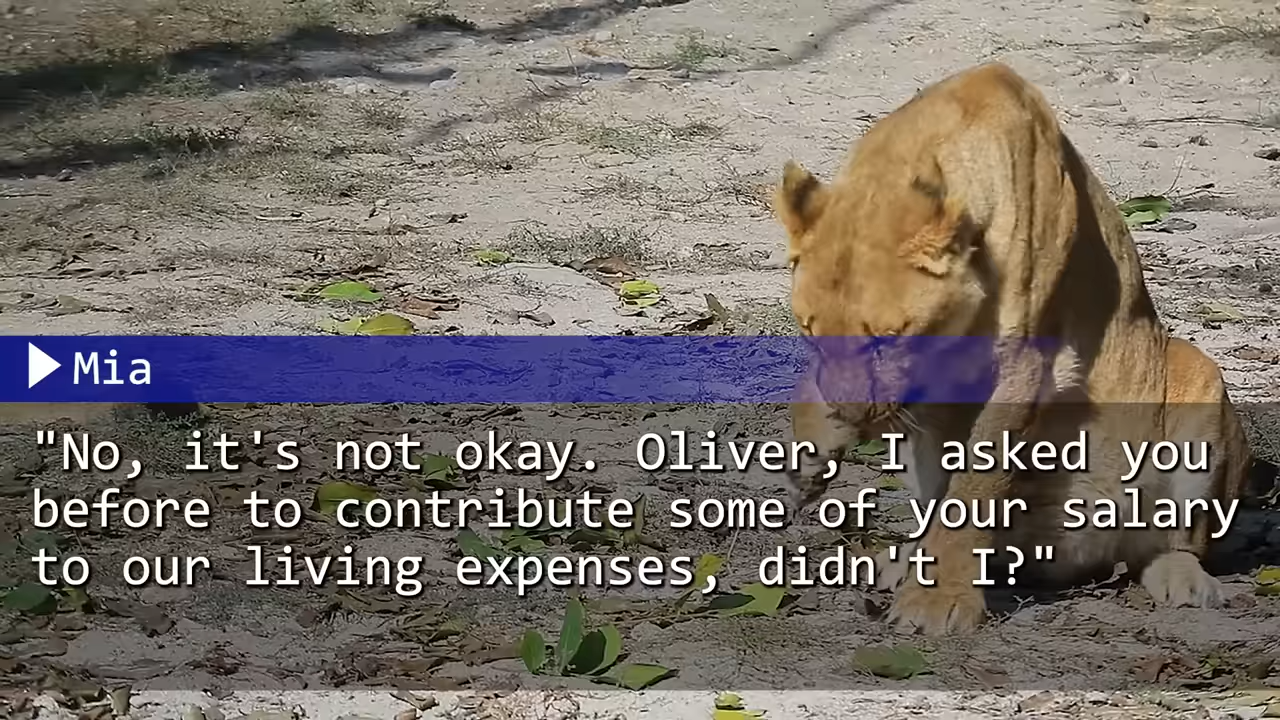 Mia
"No, it's not okay. Oliver, I asked you
before to contribute some of your salary
to our living expenses, didn't I?"